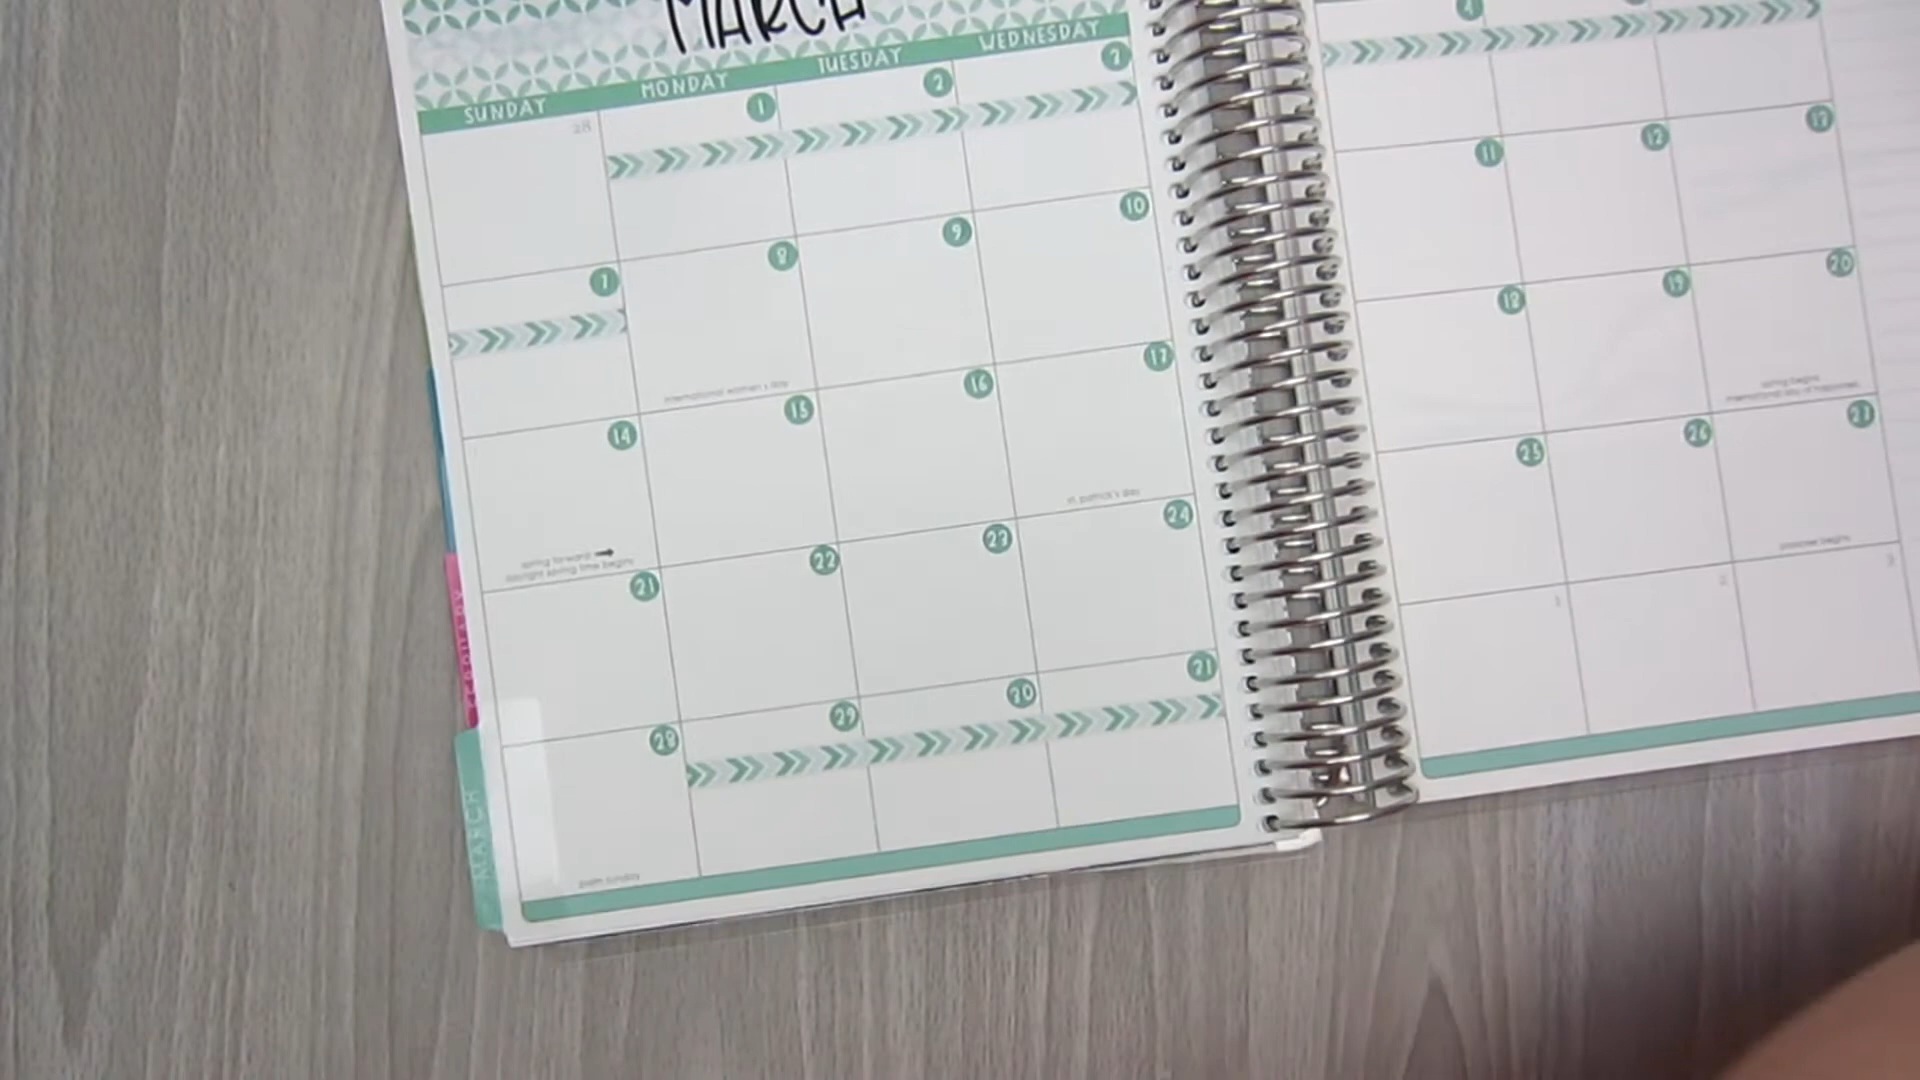 MARCH
SUNDAY MONDAY TUESDAY WEDNESDAY
28 1 2 3 4
7 8 9 10 11 12 13
international women's day
14 15 16 17 18 19 20
spring forward
daylight saving time begins
st. patrick's day
spring begins
international day of happiness
21 22 23 24 25 26 27
passover begins
28 29 30 31 1 2 3
palm sunday
FEBRUARY
MARCH